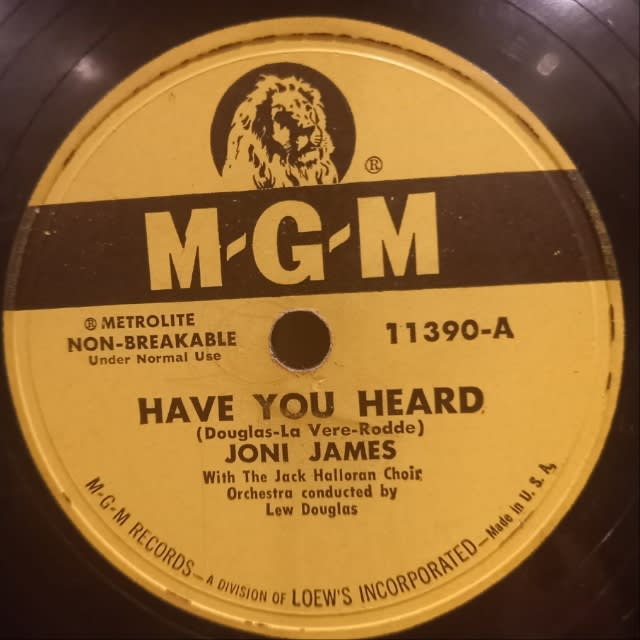 ®
M-G-M
® METROLITE
NON-BREAKABLE
Under Normal Use
11390-A
HAVE YOU HEARD
(Douglas-La Vere-Rodde)
JONI JAMES
With The Jack Halloran Choir
Orchestra conducted by
Lew Douglas
M-G-M RECORDS—A DIVISION OF LOEW'S INCORPORATED—Made in U. S. A.